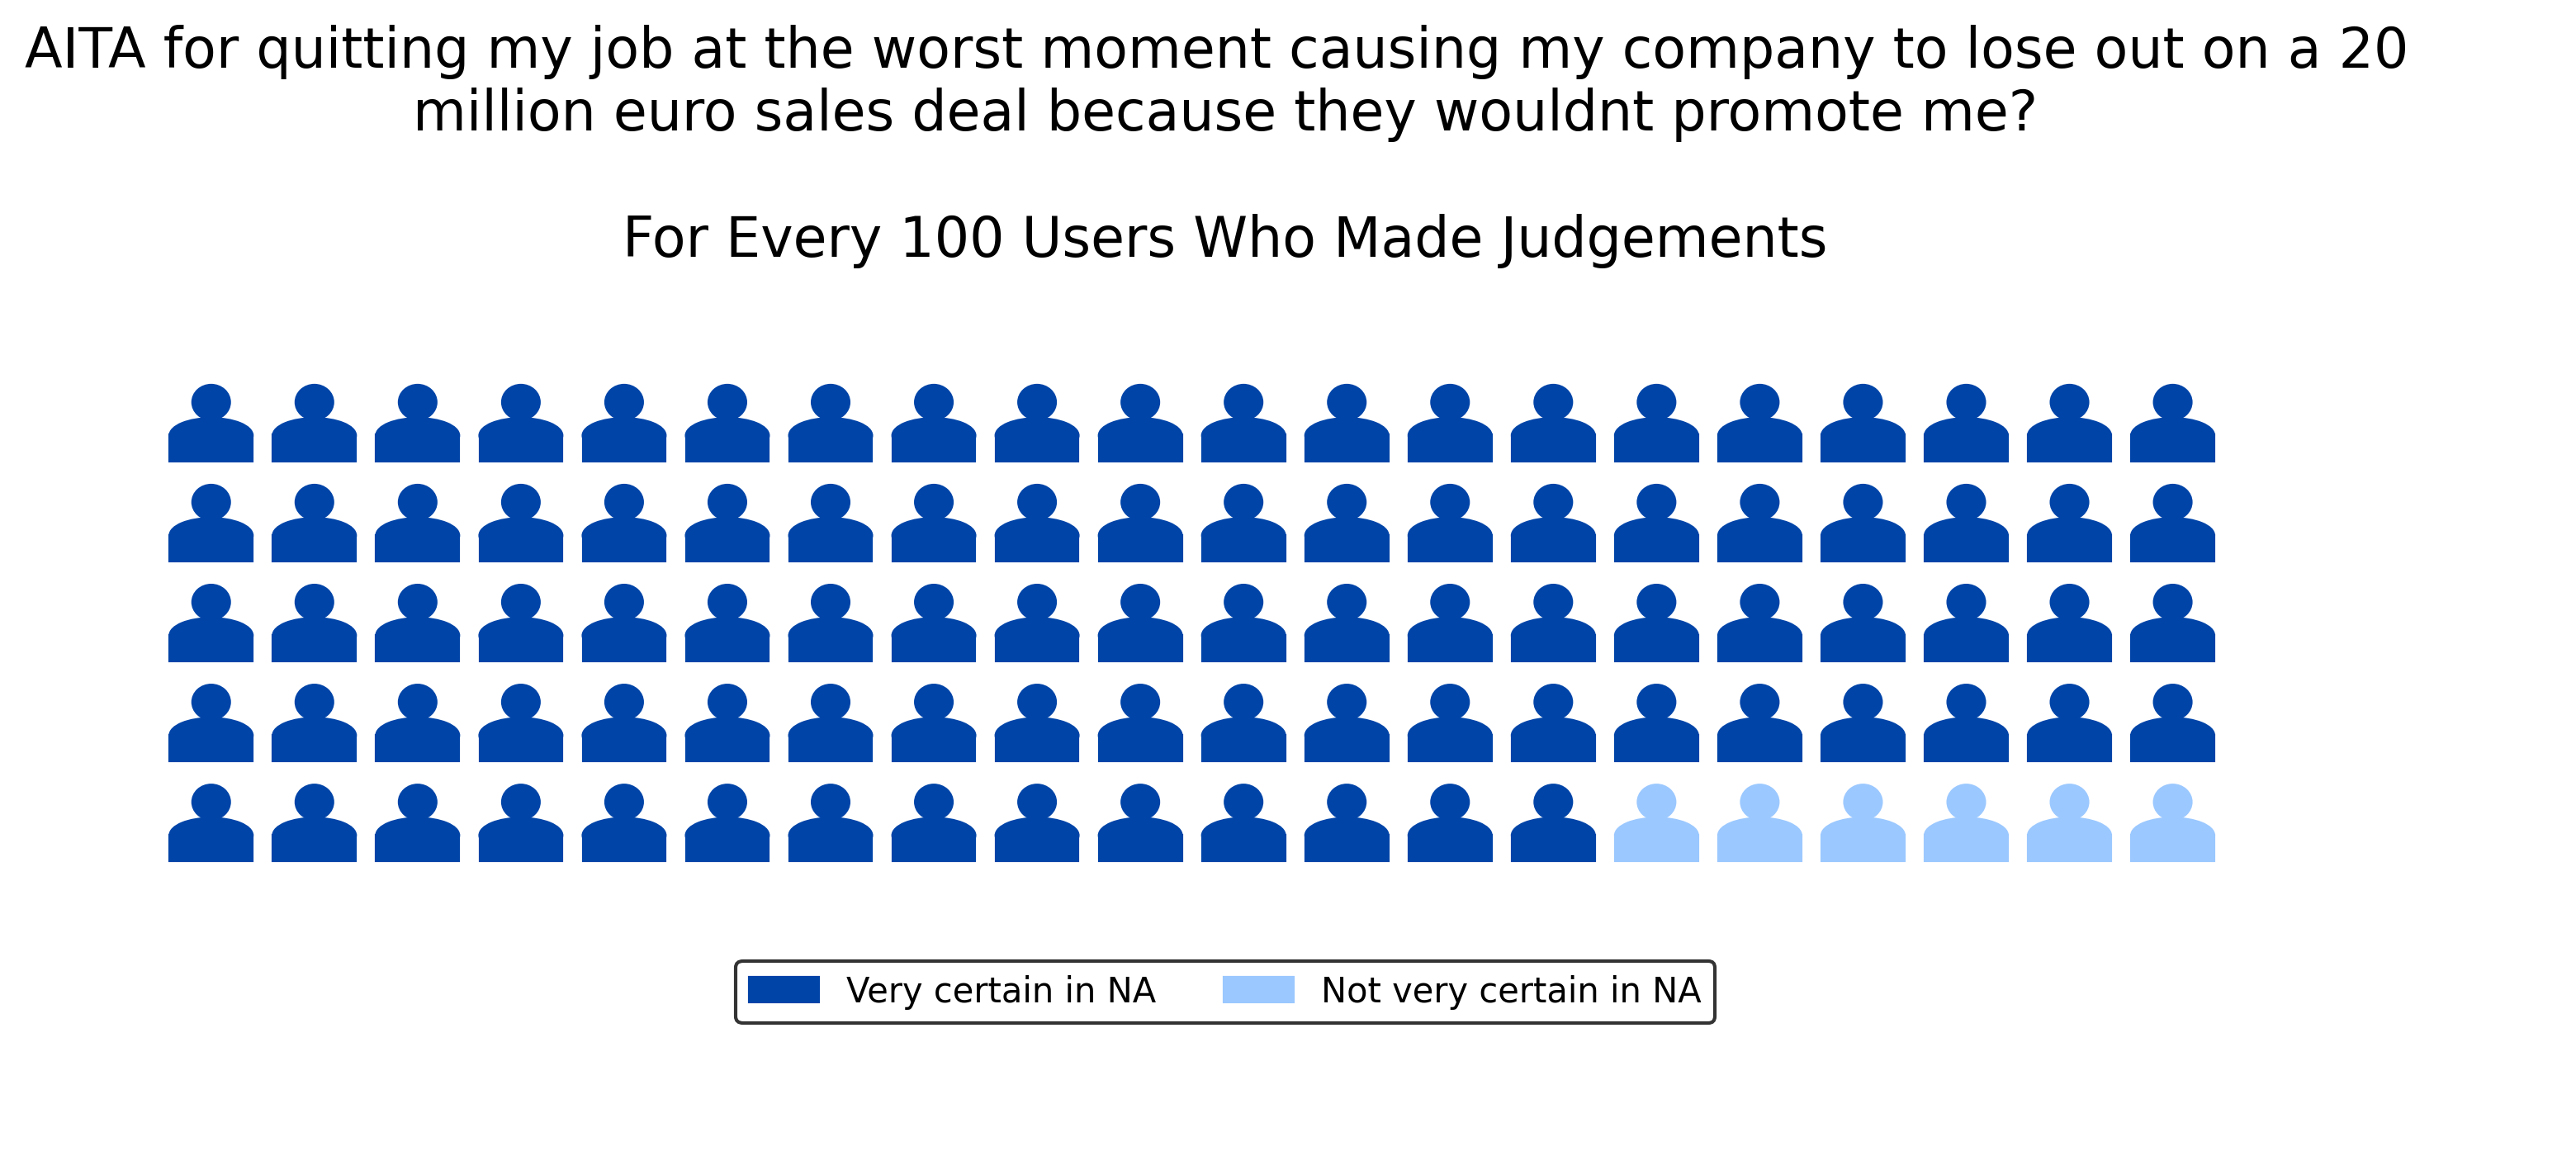 AITA for quitting my job at the worst moment causing my company to lose out on a 20
million euro sales deal because they wouldnt promote me?
For Every 100 Users Who Made Judgements
Very certain in NA
Not very certain in NA